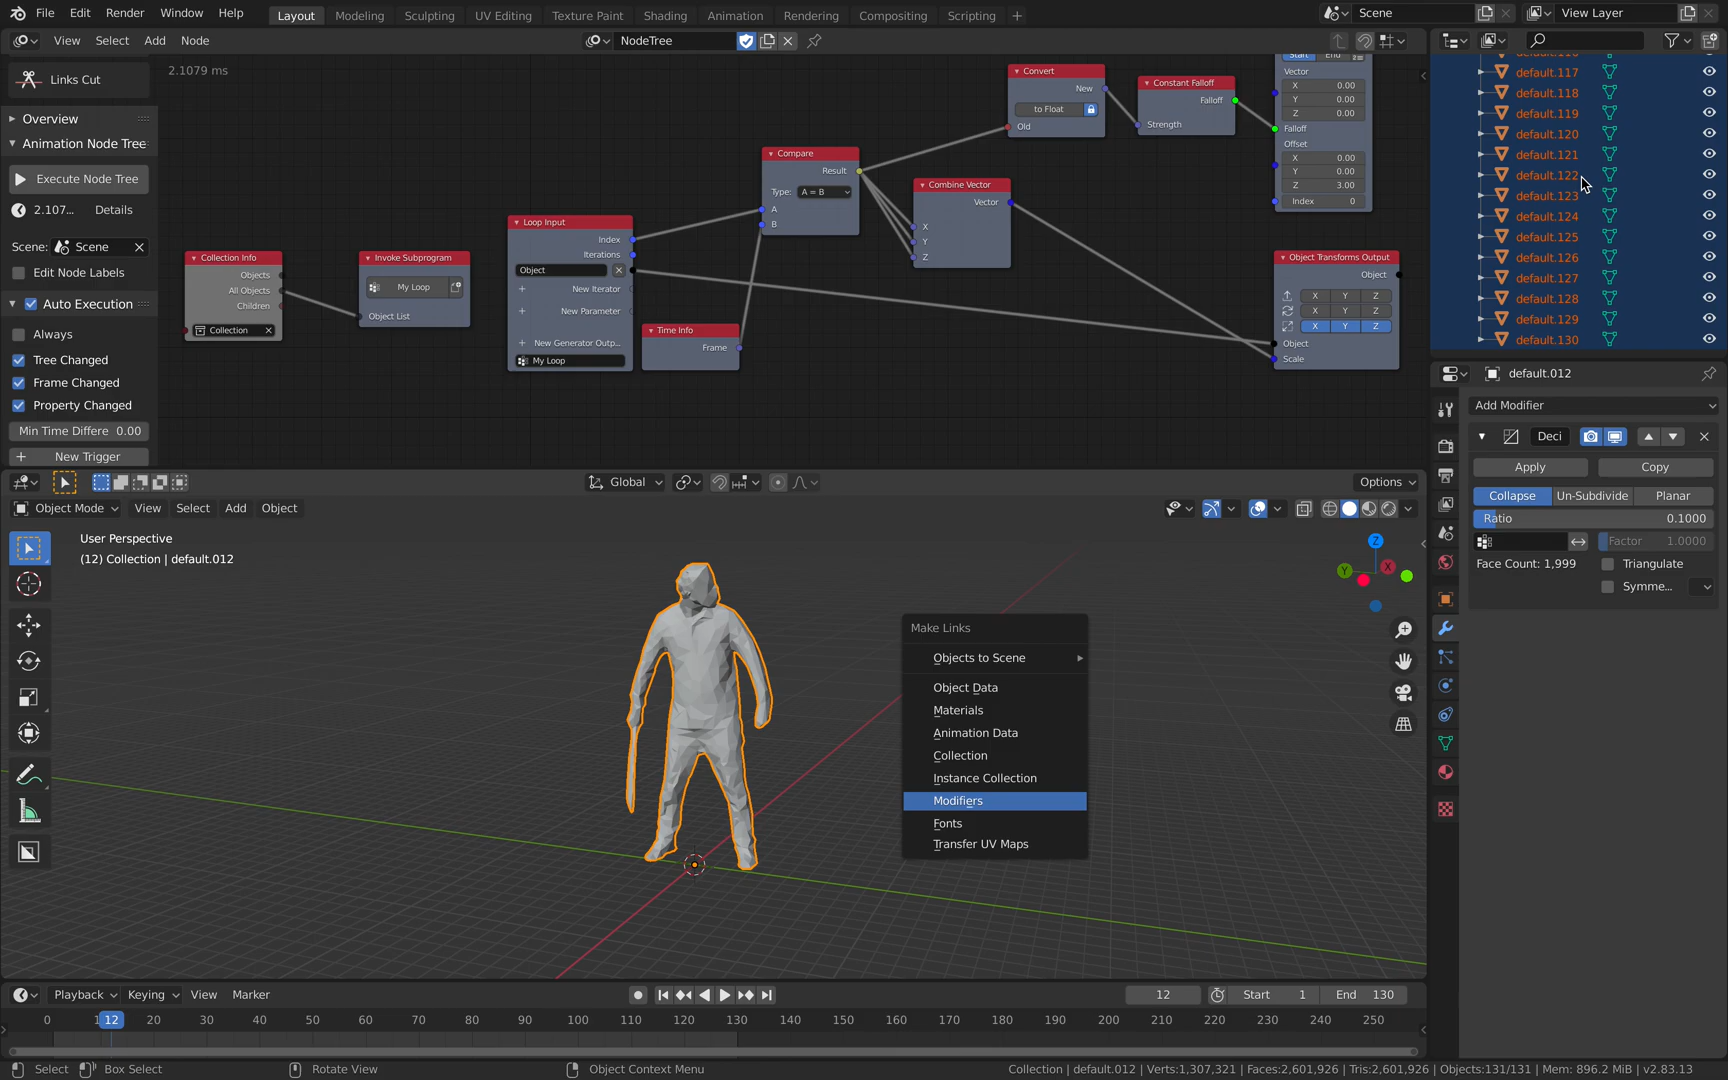 File Edit Render Window Help Layout Modeling Sculpting UV Editing Texture Paint Shading Animation Rendering Compositing Scripting + Scene View Layer
View Select Add Node NodeTree
Links Cut
2.1079 ms
Overview
Animation Node Tree
Execute Node Tree
2.107... Details
Scene: Scene
Edit Node Labels
Auto Execution
Always
Tree Changed
Frame Changed
Property Changed
Min Time Differe 0.00
New Trigger
Collection Info
Objects
All Objects
Children
Collection
Invoke Subprogram
My Loop
Object List
Loop Input
Index
Iterations
Object
New Iterator
New Parameter
New Generator Outp...
My Loop
Time Info
Frame
Compare
Result
Type: A = B
A
B
Combine Vector
Vector
X
Y
Z
Convert
New
to Float
Old
Constant Falloff
Falloff
Strength
Start End
Vector
X 0.00
Y 0.00
Z 0.00
Falloff
Offset
X 0.00
Y 0.00
Z 3.00
Index 0
Object Transforms Output
Object
X Y Z
X Y Z
X Y Z
Object
Scale
default.117
default.118
default.119
default.120
default.121
default.122
default.123
default.124
default.125
default.126
default.127
default.128
default.129
default.130
default.012
Add Modifier
Deci
Apply Copy
Collapse Un-Subdivide Planar
Ratio 0.1000
Factor 1.0000
Face Count: 1,999 Triangulate
Symme...
Global Options
Object Mode View Select Add Object
User Perspective
(12) Collection | default.012
Z
Y
X
Make Links
Objects to Scene
Object Data
Materials
Animation Data
Collection
Instance Collection
Modifiers
Fonts
Transfer UV Maps
Playback Keying View Marker 12 Start 1 End 130
0 1 12 20 30 40 50 60 70 80 90 100 110 120 130 140 150 160 170 180 190 200 210 220 230 240 250
Select Box Select Rotate View Object Context Menu Collection | default.012 | Verts:1,307,321 | Faces:2,601,926 | Tris:2,601,926 | Objects:131/131 | Mem: 896.2 MiB | v2.83.13